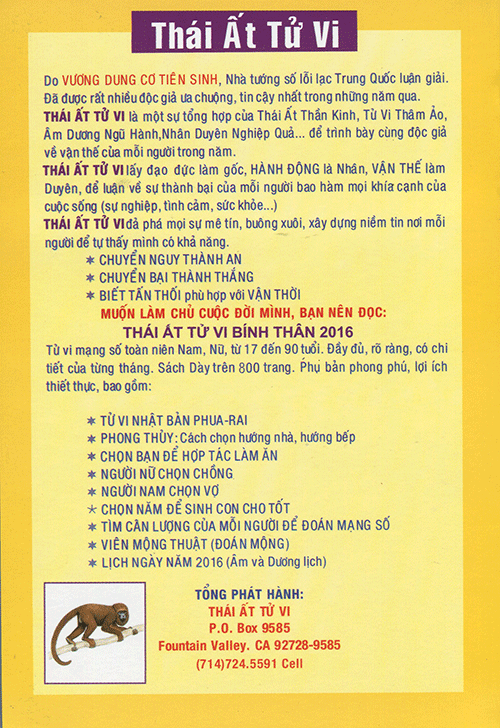 Thái Ất Tử Vi
Do VƯƠNG DUNG CƠ TIÊN SINH, Nhà tướng số lỗi lạc Trung Quốc luận giải.
Đã được rất nhiều độc giả ưa chuộng, tin cậy nhất trong những năm qua.
THÁI ẤT TỬ VI là một sự tổng hợp của Thái Ất Thần Kinh, Tử Vi Thâm Ảo,
Âm Dương Ngũ Hành,Nhân Duyên Nghiệp Quả... để trình bày cùng độc giả
về vận thế của mỗi người trong năm.
THÁI ẤT TỬ VI lấy đạo đức làm gốc, HÀNH ĐỘNG là Nhân, VẬN THẾ làm
Duyên, để luận về sự thành bại của mỗi người bao hàm mọi khía cạnh của
cuộc sống (sự nghiệp, tình cảm, sức khỏe...)
THÁI ẤT TỬ VI đả phá mọi sự mê tín, buông xuôi, xây dựng niềm tin nơi mỗi
người để tự thấy mình có khả năng.
* CHUYỂN NGUY THÀNH AN
* CHUYỂN BẠI THÀNH THẮNG
* BIẾT TẤN THỐI phù hợp với VẬN THỜI
MUỐN LÀM CHỦ CUỘC ĐỜI MÌNH, BẠN NÊN ĐỌC:
THÁI ÁT TỬ VI BÍNH THÂN 2016
Tử vi mạng số toàn niên Nam, Nữ, từ 17 đến 90 tuổi. Đầy đủ, rõ ràng, có chi
tiết của từng tháng. Sách Dày trên 800 trang. Phụ bản phong phú, lợi ích
thiết thực, bao gồm:
* TỬ VI NHẬT BẢN PHUA-RAI
* PHONG THỦY: Cách chọn hướng nhà, hướng bếp
* CHỌN BẠN ĐỂ HỢP TÁC LÀM ĂN
* NGƯỜI NỮ CHỌN CHỒNG
* NGƯỜI NAM CHỌN VỢ
* CHỌN NĂM ĐỂ SINH CON CHO TỐT
* TÌM CÂN LƯỢNG CỦA MỖI NGƯỜI ĐỂ ĐOÁN MẠNG SỐ
* VIÊN MỘNG THUẬT (ĐOÁN MỘNG)
* LỊCH NGÀY NĂM 2016 (Âm và Dương lịch)
TỔNG PHÁT HÀNH:
THÁI ẤT TỬ VI
P.O. Box 9585
Fountain Valley. CA 92728-9585
(714)724.5591 Cell